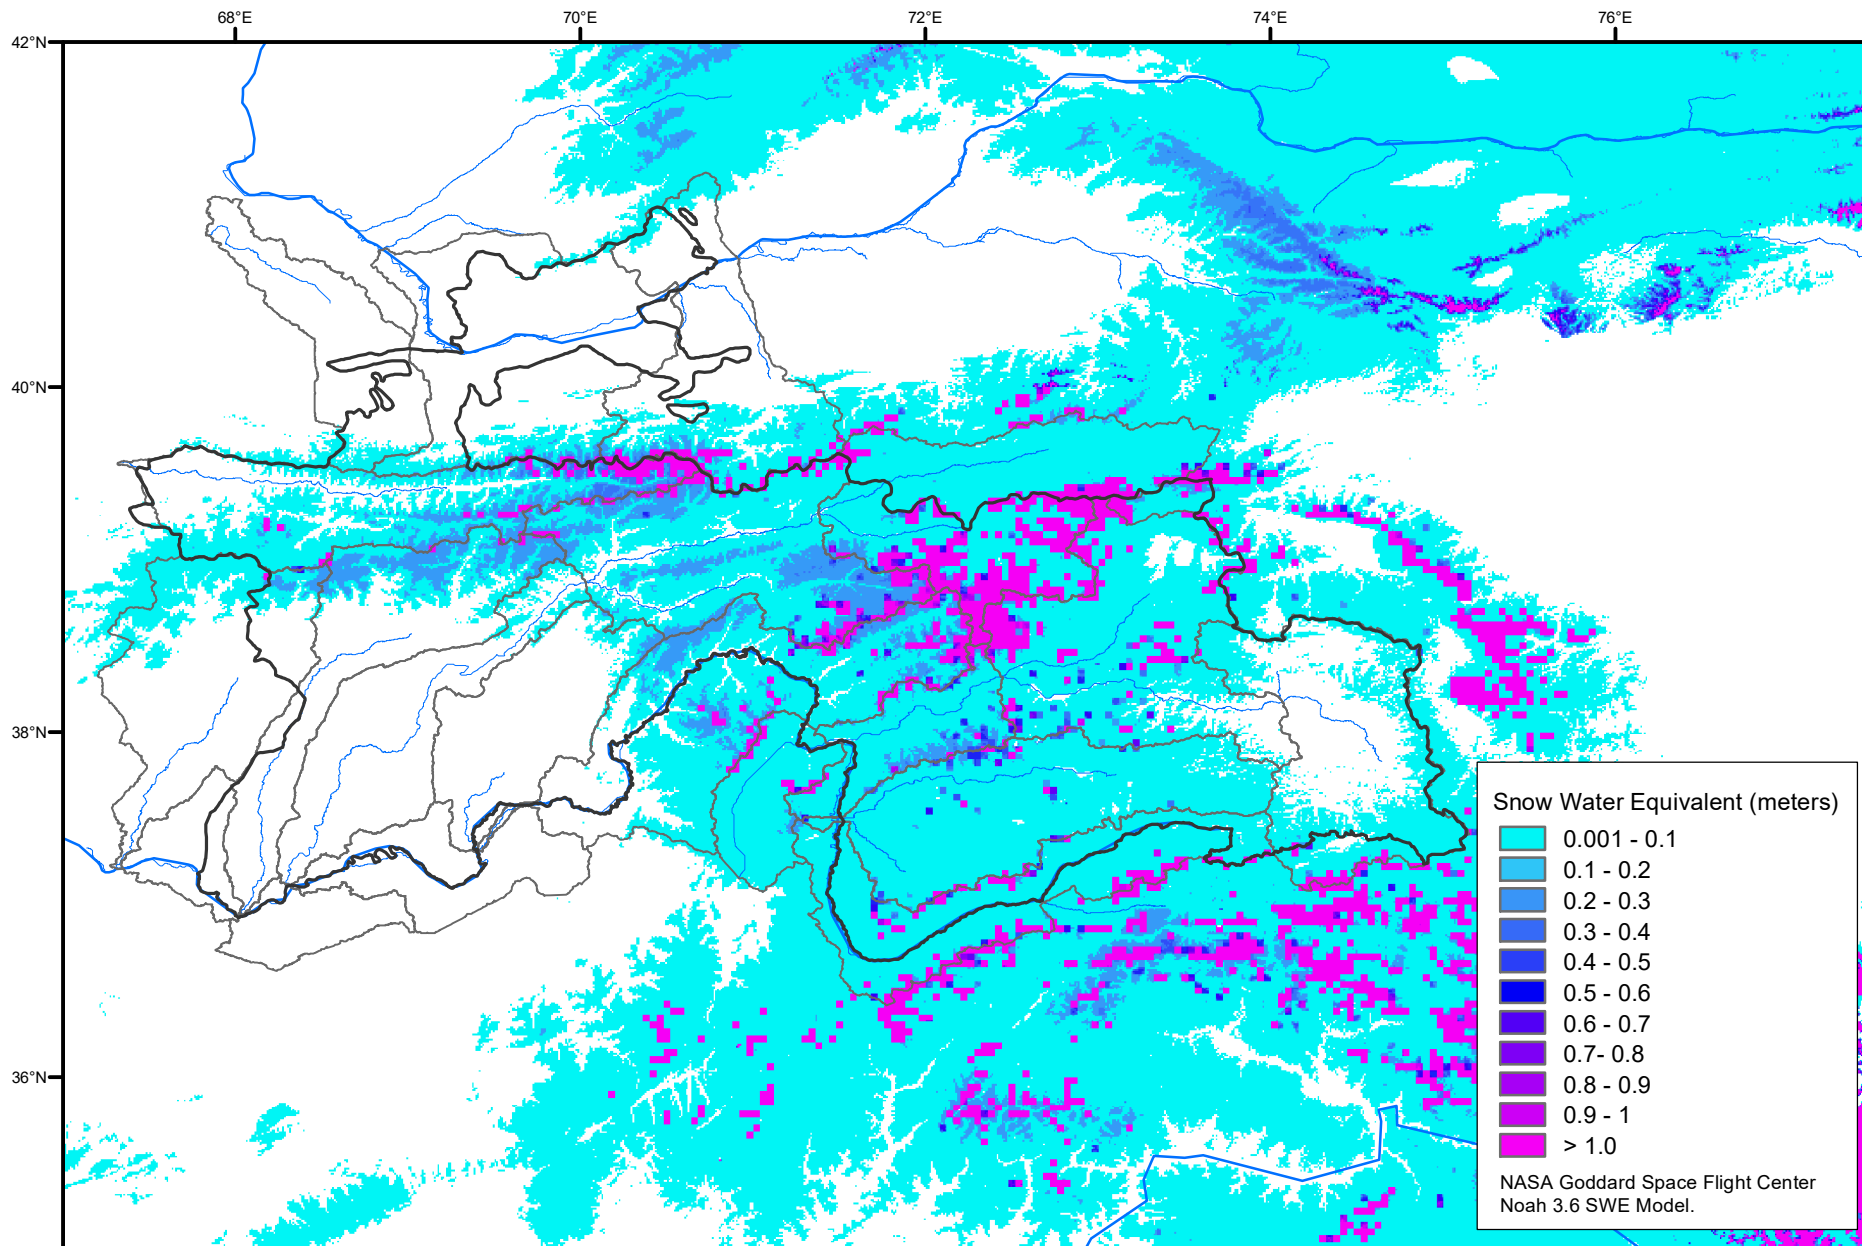 68°E
70°E
72°E
74°E
76°E
42°N
40°N
38°N
36°N
Snow Water Equivalent (meters)
0.001 - 0.1
0.1 - 0.2
0.2 - 0.3
0.3 - 0.4
0.4 - 0.5
0.5 - 0.6
0.6 - 0.7
0.7- 0.8
0.8 - 0.9
0.9 - 1
> 1.0
NASA Goddard Space Flight Center
Noah 3.6 SWE Model.